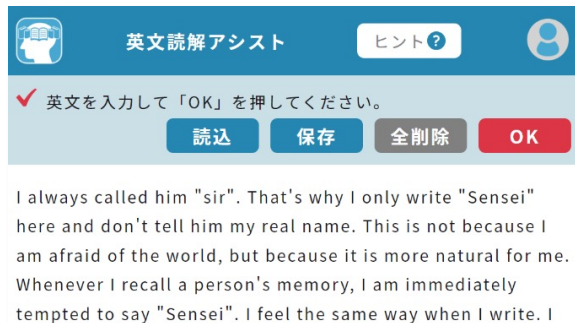 英文読解アシスト
ヒント?
英文を入力して「OK」を押してください。
読込 保存 全削除 OK
I always called him "sir". That's why I only write "Sensei"
here and don't tell him my real name. This is not because I
am afraid of the world, but because it is more natural for me.
Whenever I recall a person's memory, I am immediately
tempted to say "Sensei". I feel the same way when I write. I